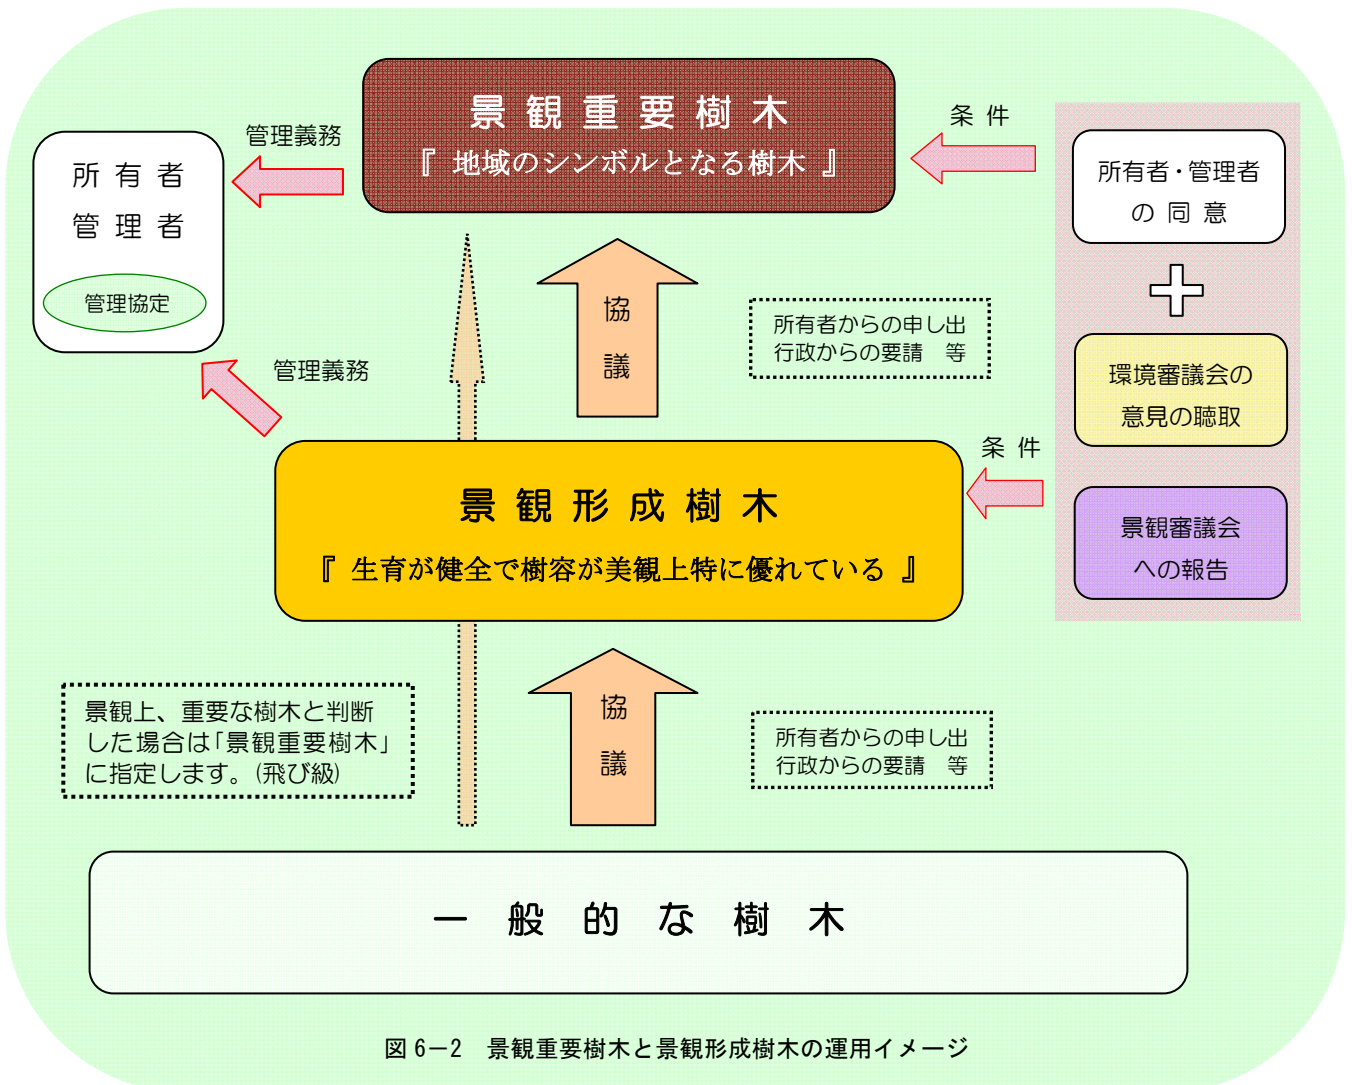 景観重要樹木
『 地域のシンボルとなる樹木 』
条 件
管理義務
所有者
管理者
管理協定
所有者・管理者
の 同 意
協
議
所有者からの申し出
行政からの要請　等
環境審議会の
意見の聴取
管理義務
条 件
景観形成樹木
『 生育が健全で樹容が美観上特に優れている 』
景観審議会
への報告
景観上、重要な樹木と判断
した場合は「景観重要樹木」
に指定します。(飛び級)
協
議
所有者からの申し出
行政からの要請　等
一般的な樹木
図 6－2　景観重要樹木と景観形成樹木の運用イメージ